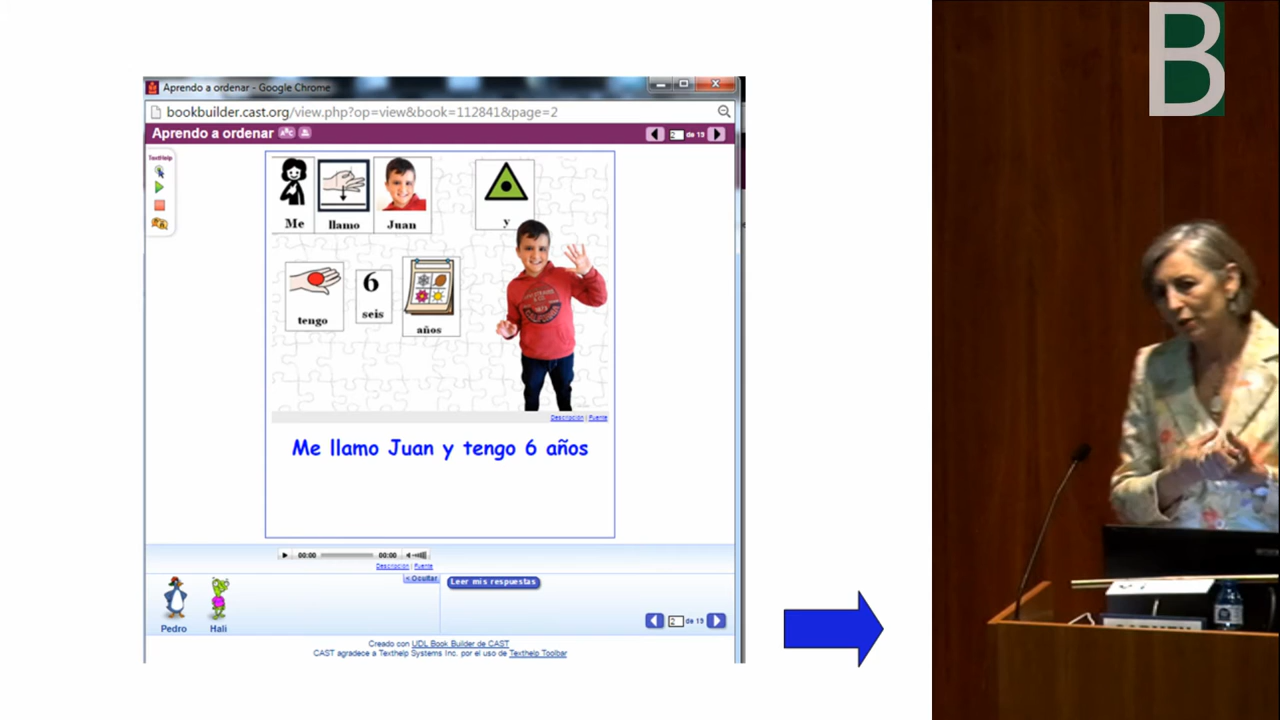 B
Aprendo a ordenar - Google Chrome
bookbuilder.cast.org/view.php?op=view&book=112841&page=2
Aprendo a ordenar
2 de 13
TextHelp
Me llamo Juan y
6
tengo seis años
Descripción | Fuente
Me llamo Juan y tengo 6 años
00:00 00:00
Descripción | Fuente
< Ocultar
Leer mis respuestas
Pedro Hali
2 de 13
Creado con UDL Book Builder de CAST
CAST agradece a Texthelp Systems Inc. por el uso de Texthelp Toolbar